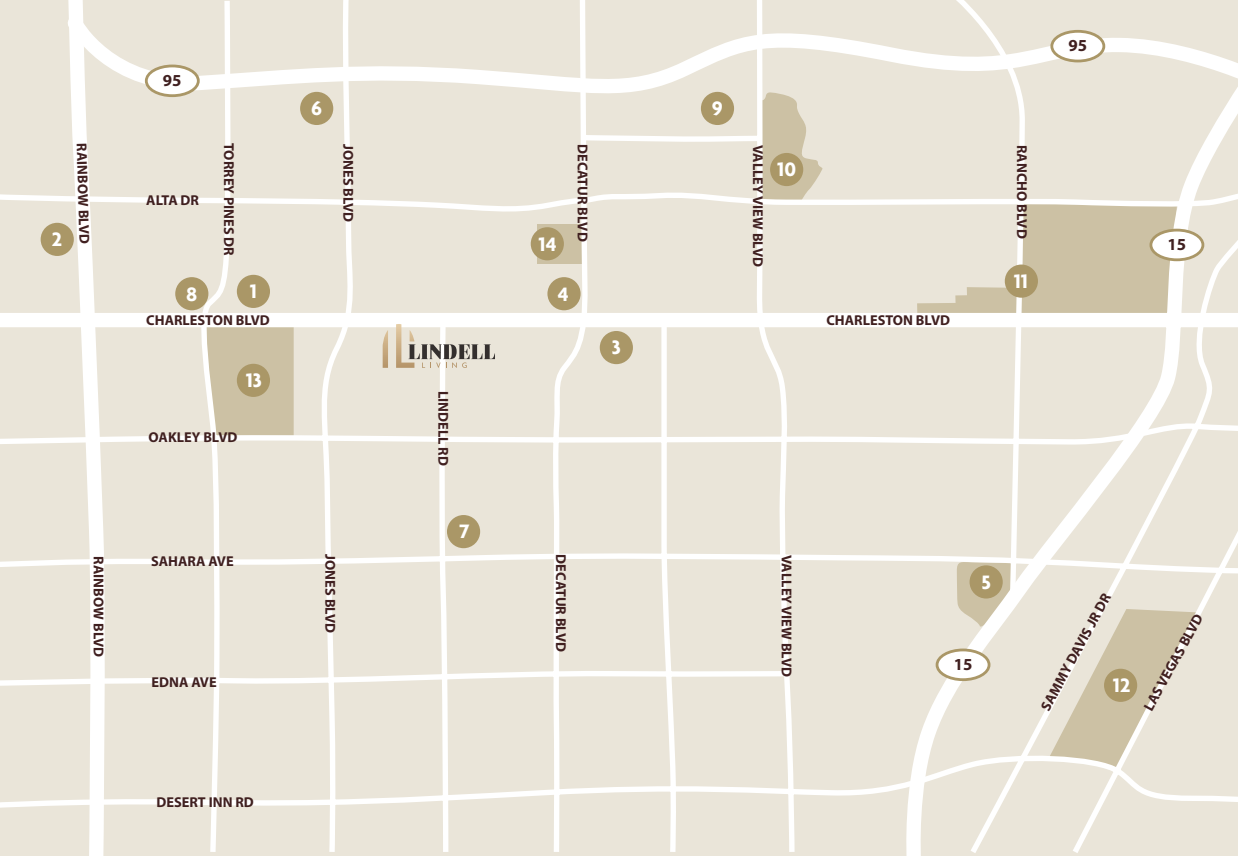 95
95
6
9
RAINBOW BLVD
TORREY PINES DR
JONES BLVD
DECATUR BLVD
VALLEY VIEW BLVD
10
RANCHO BLVD
ALTA DR
2
14
15
8
1
4
11
CHARLESTON BLVD
CHARLESTON BLVD
LINDELL
LIVING
3
13
LINDELL RD
OAKLEY BLVD
7
SAHARA AVE
RAINBOW BLVD
JONES BLVD
DECATUR BLVD
VALLEY VIEW BLVD
5
SAMMY DAVIS JR DR
LAS VEGAS BLVD
15
EDNA AVE
12
DESERT INN RD